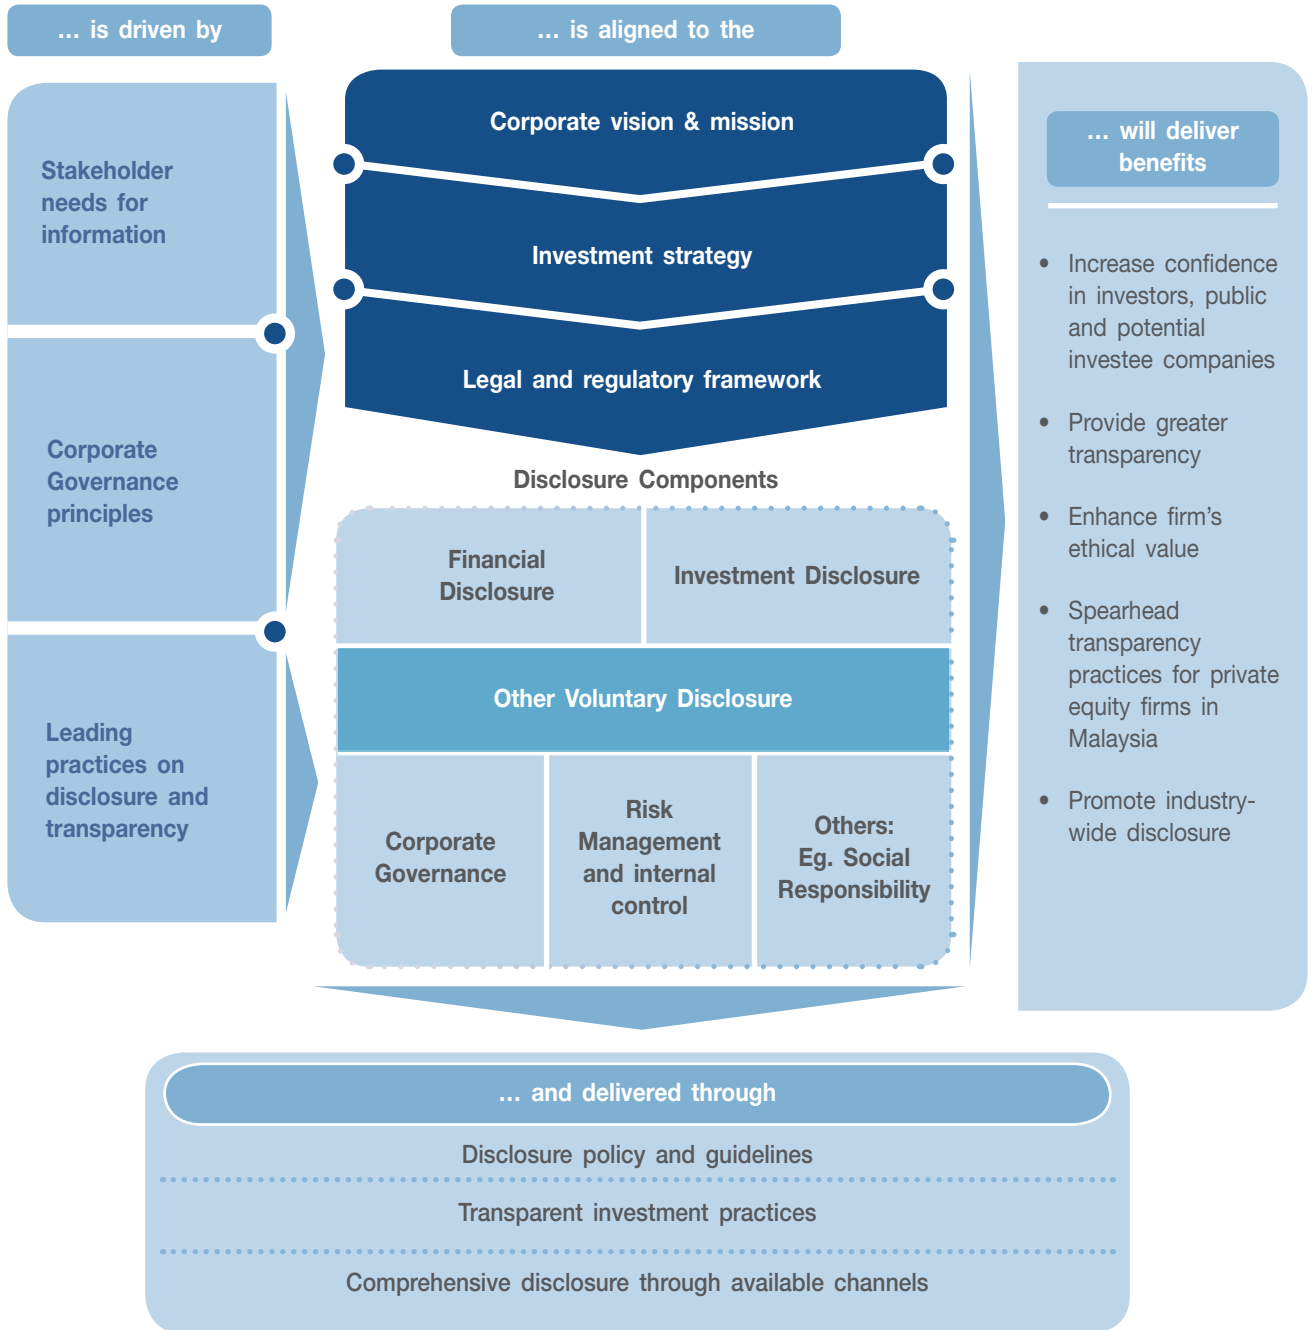 ... is driven by
Stakeholder
needs for
information
Corporate
Governance
principles
Leading
practices on
disclosure and
transparency
... is aligned to the
Corporate vision & mission
Investment strategy
Legal and regulatory framework
Disclosure Components
Financial
Disclosure
Investment Disclosure
Other Voluntary Disclosure
Corporate
Governance
Risk
Management
and internal
control
Others:
Eg. Social
Responsibility
... will deliver
benefits
• Increase confidence
in investors, public
and potential
investee companies
• Provide greater
transparency
• Enhance firm's
ethical value
• Spearhead
transparency
practices for private
equity firms in
Malaysia
• Promote industry-
wide disclosure
... and delivered through
Disclosure policy and guidelines
Transparent investment practices
Comprehensive disclosure through available channels